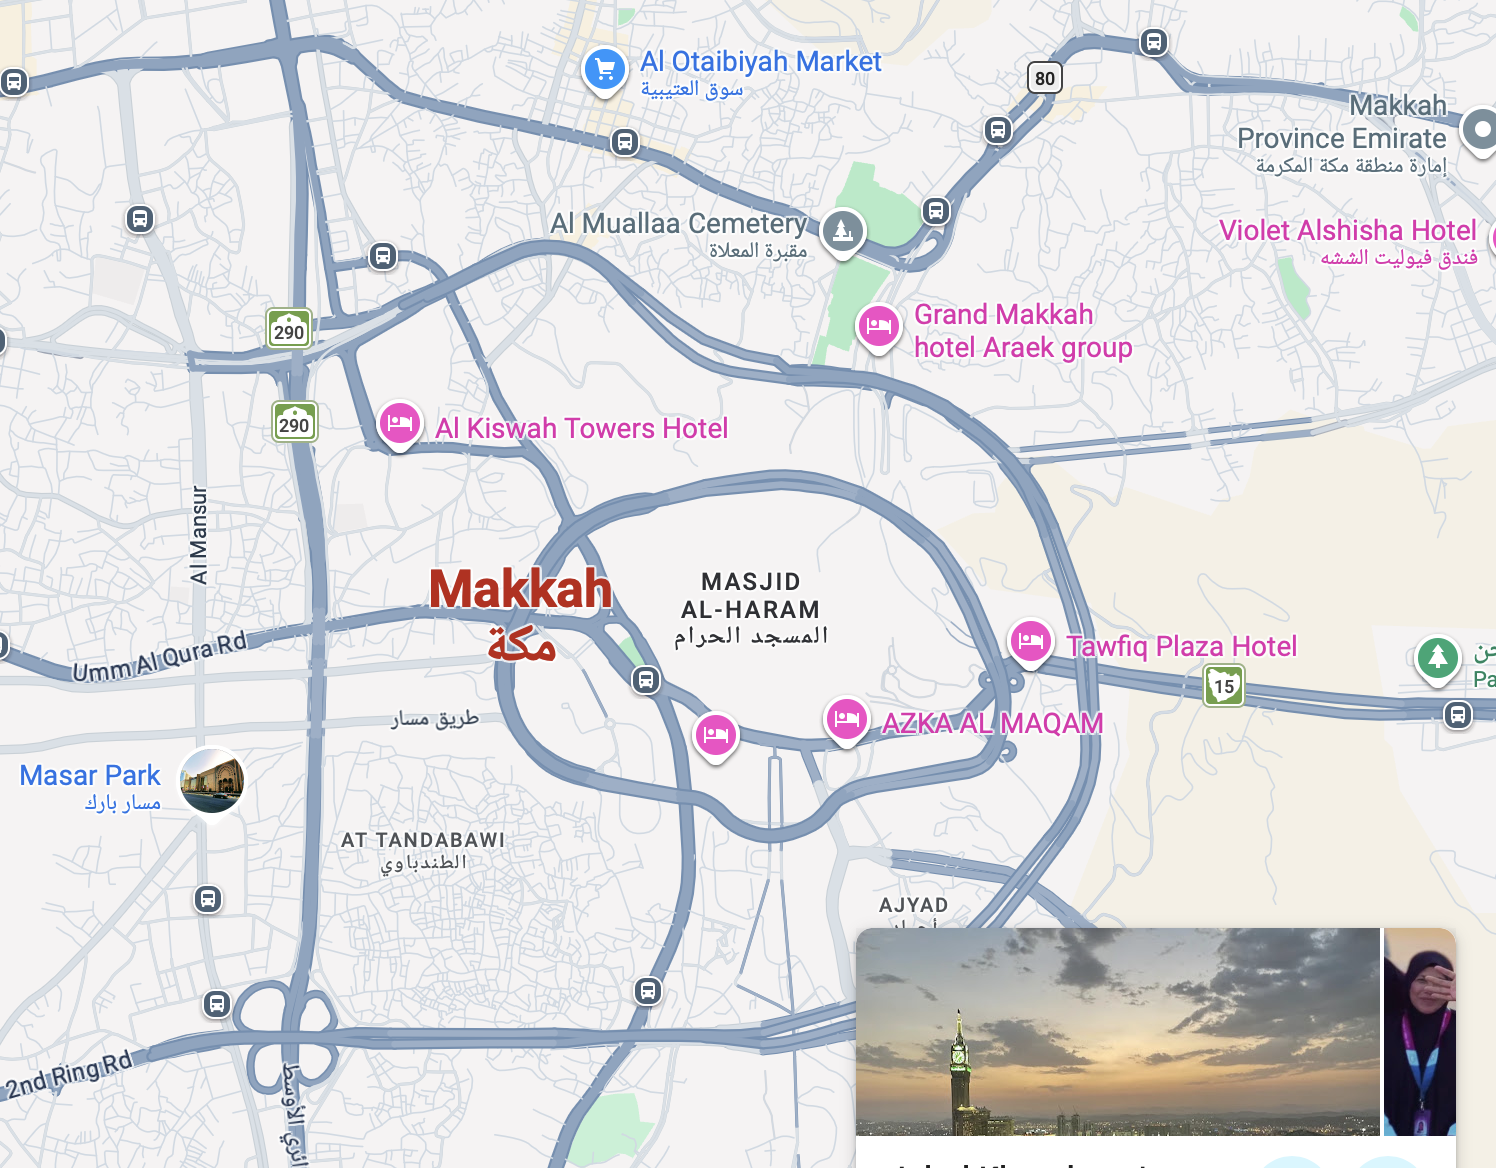 Al Otaibiyah Market
سوق العتيبية
80
Makkah
Province Emirate
إمارة منطقة مكة المكرمة
Al Muallaa Cemetery
مقبرة المعلاة
Violet Alshisha Hotel
فندق فيوليت الششه
Grand Makkah
hotel Araek group
290
290
Al Kiswah Towers Hotel
Al Mansur
Makkah
مكة
MASJID
AL-HARAM
المسجد الحرام
Umm Al Qura Rd
Tawfiq Plaza Hotel
15
Pa
طريق مسار
AZKA AL MAQAM
Masar Park
مسار بارك
AT TANDABAWI
الطندباوي
AJYAD
2nd Ring Rd